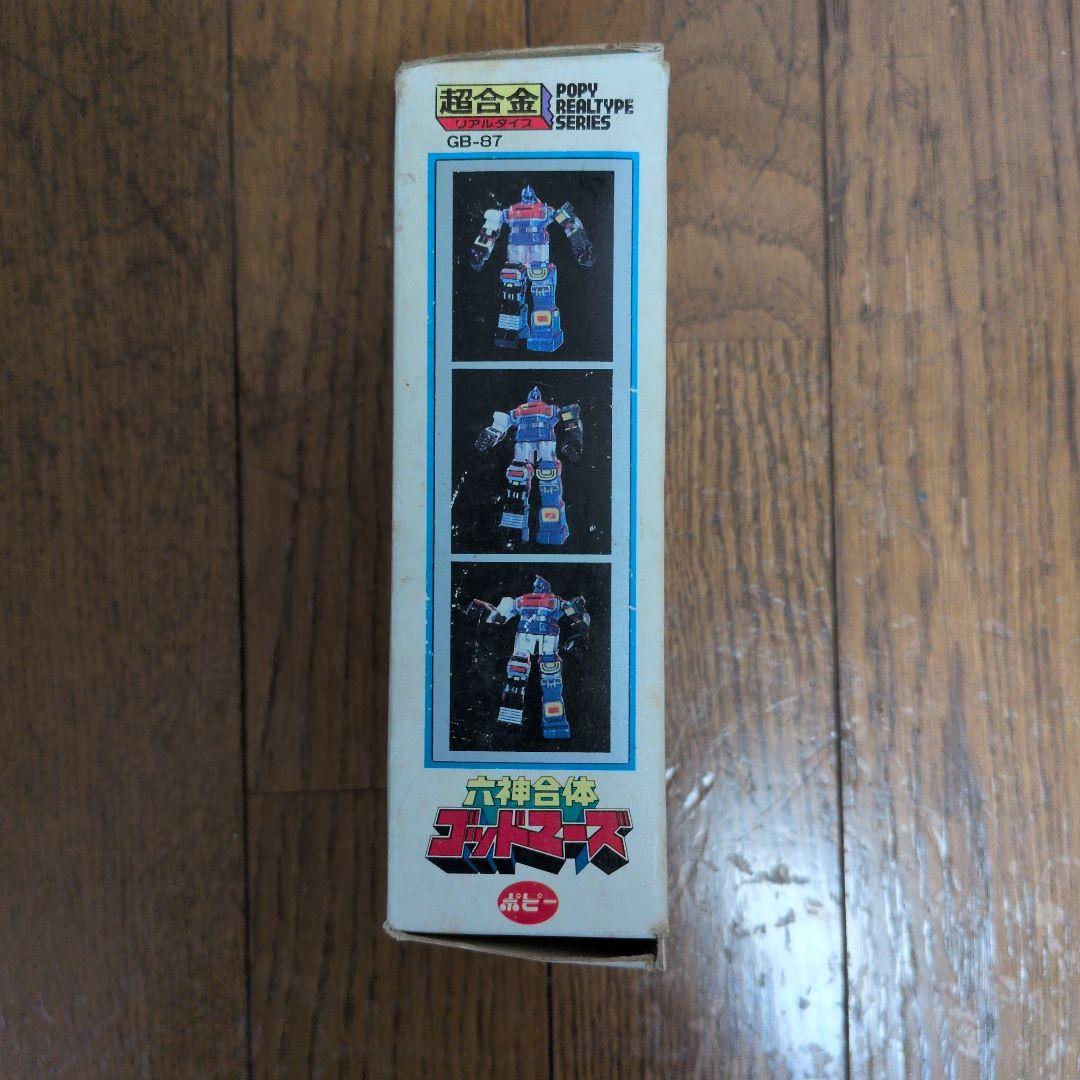 超合金
リアルタイプ
POPY
REALTYPE
SERIES
GB-87
六神合体
ゴッドマーズ
ポピー